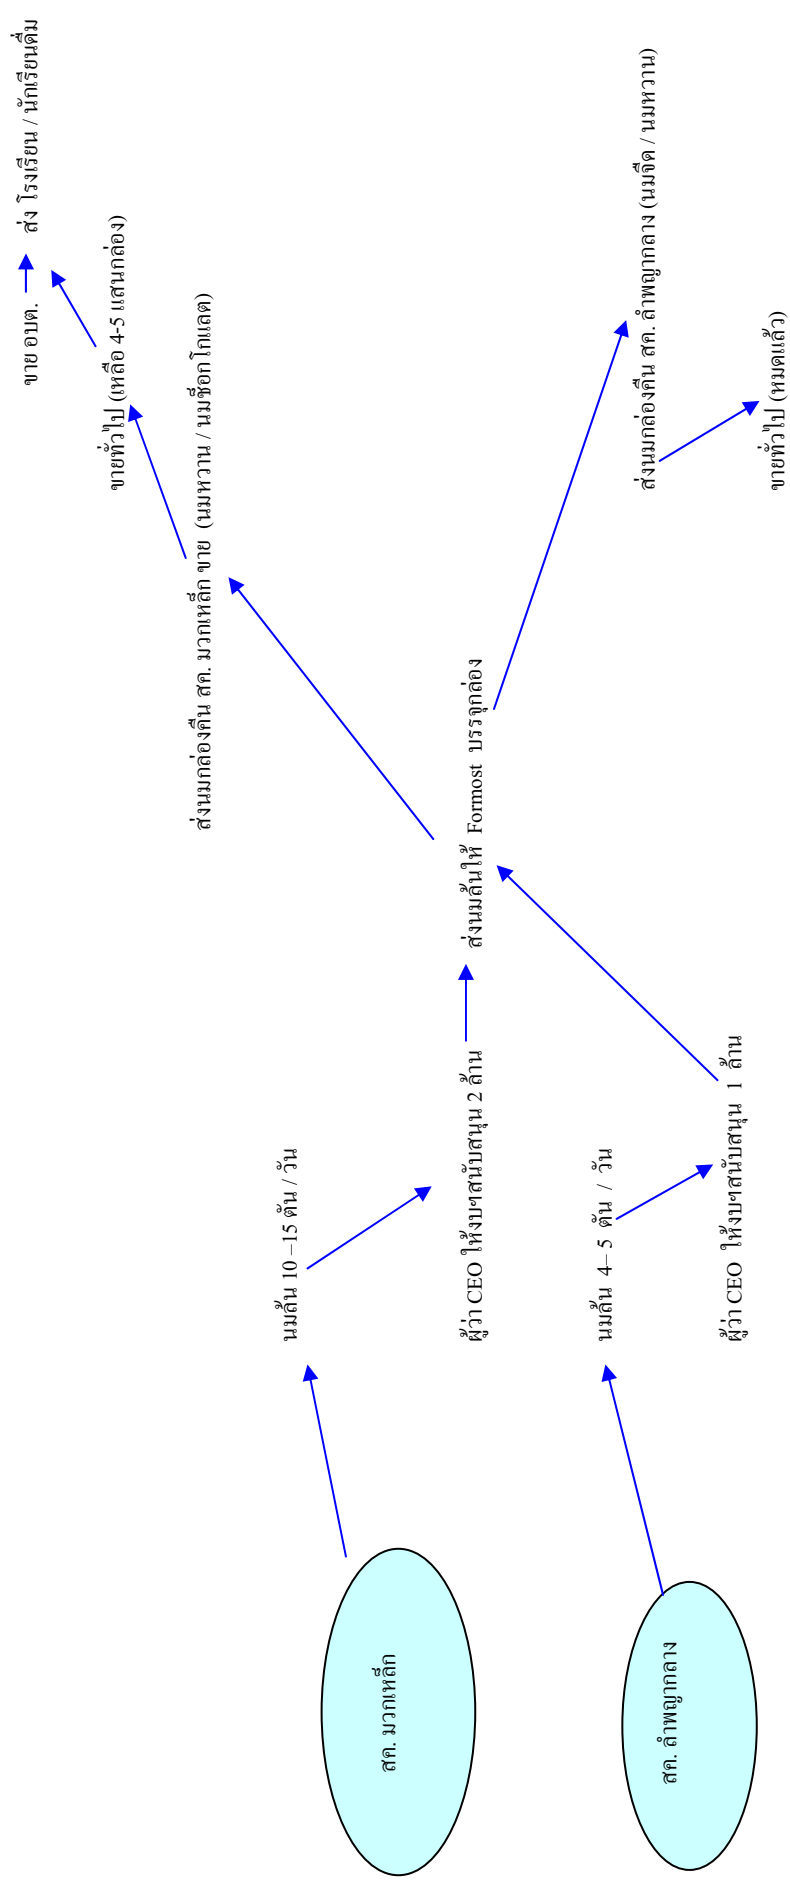 สค. มวกเหล็ก
นมล้น 10 –15 ตัน / วัน
ผู้ว่า CEO ให้งบฯสนับสนุน 2 ล้าน
สค. ลำพญากลาง
นมล้น 4– 5 ตัน / วัน
ผู้ว่า CEO ให้งบฯสนับสนุน 1 ล้าน
ส่งนมล้นให้ Formost บรรจุกล่อง
ส่งนมกล่องคืน สค. มวกเหล็ก ขาย (นมหวาน / นมช็อกโกแลต)
ขายทั่วไป (เหลือ 4-5 แสนกล่อง)
ขาย อบต.
ส่ง โรงเรียน / นักเรียนดื่ม
ส่งนมกล่องคืน สค. ลำพญากลาง (นมจืด / นมหวาน)
ขายทั่วไป (หมดแล้ว)